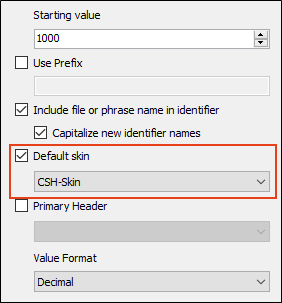 Starting value
1000
Use Prefix
Include file or phrase name in identifier
Capitalize new identifier names
Default skin
CSH-Skin
Primary Header
Value Format
Decimal